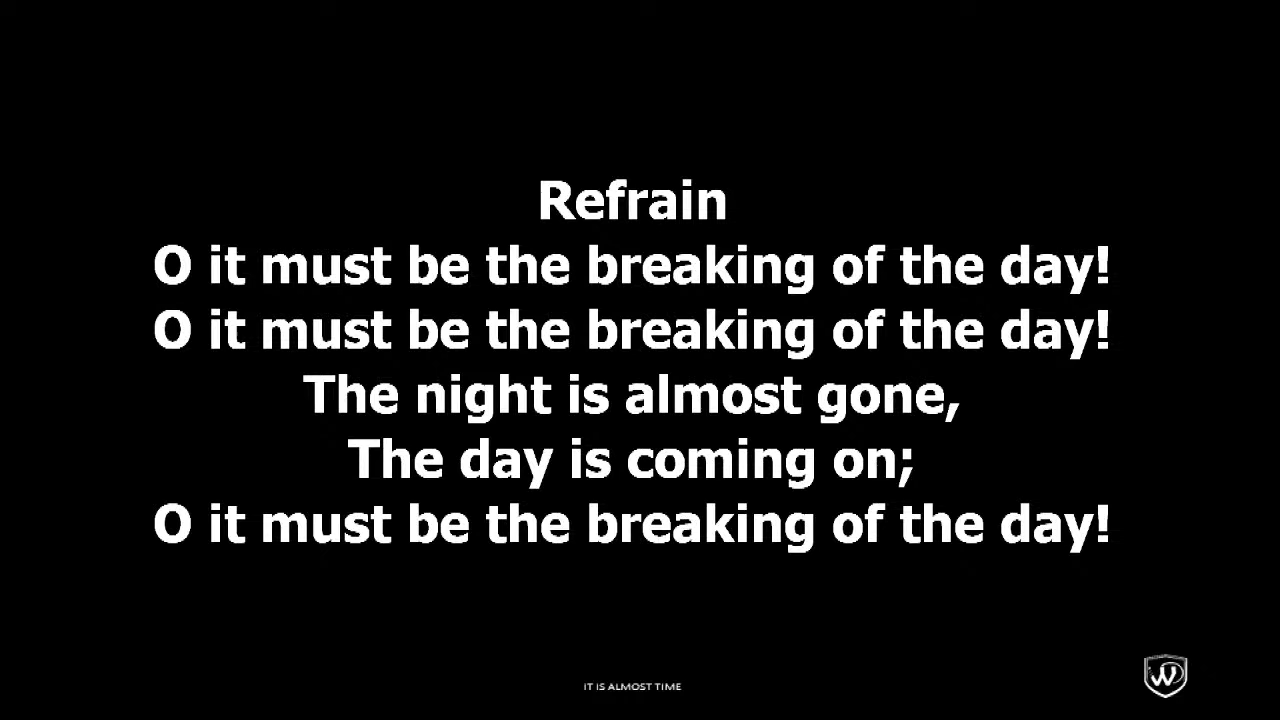 Refrain
O it must be the breaking of the day!
O it must be the breaking of the day!
The night is almost gone,
The day is coming on;
O it must be the breaking of the day!
IT IS ALMOST TIME